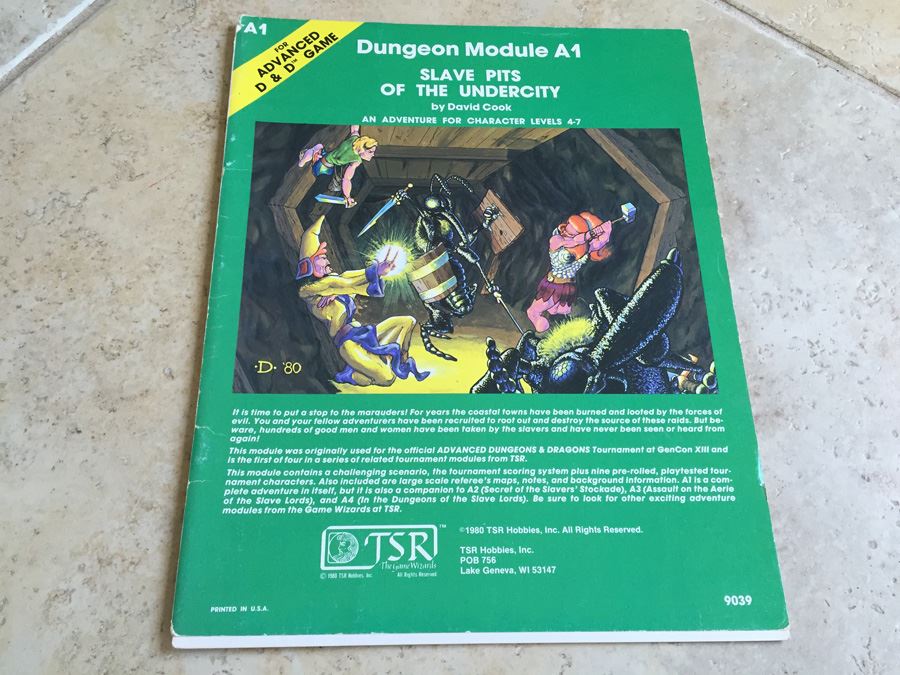 A1
FOR
ADVANCED
D & D™ GAME
Dungeon Module A1
SLAVE PITS
OF THE UNDERCITY
by David Cook
AN ADVENTURE FOR CHARACTER LEVELS 4-7
·D· '80
It is time to put a stop to the marauders! For years the coastal towns have been burned and looted by the forces of
evil. You and your fellow adventurers have been recruited to root out and destroy the source of these raids. But be-
ware, hundreds of good men and women have been taken by the slavers and have never been seen or heard from
again!
This module was originally used for the official ADVANCED DUNGEONS & DRAGONS Tournament at GenCon XIII and
is the first of four in a series of related tournament modules from TSR.
This module contains a challenging scenario, the tournament scoring system plus nine pre-rolled, playtested tour-
nament characters. Also included are large scale referee's maps, notes, and background information. A1 is a com-
plete adventure in itself, but it is also a companion to A2 (Secret of the Slavers' Stockade), A3 (Assault on the Aerie
of the Slave Lords), and A4 (In the Dungeons of the Slave Lords). Be sure to look for other exciting adventure
modules from the Game Wizards at TSR.
TSR™
The Game Wizards
© 1980 TSR Hobbies, Inc. All Rights Reserved
©1980 TSR Hobbies, Inc. All Rights Reserved.
TSR Hobbies, Inc.
POB 756
Lake Geneva, WI 53147
PRINTED IN U.S.A.
9039